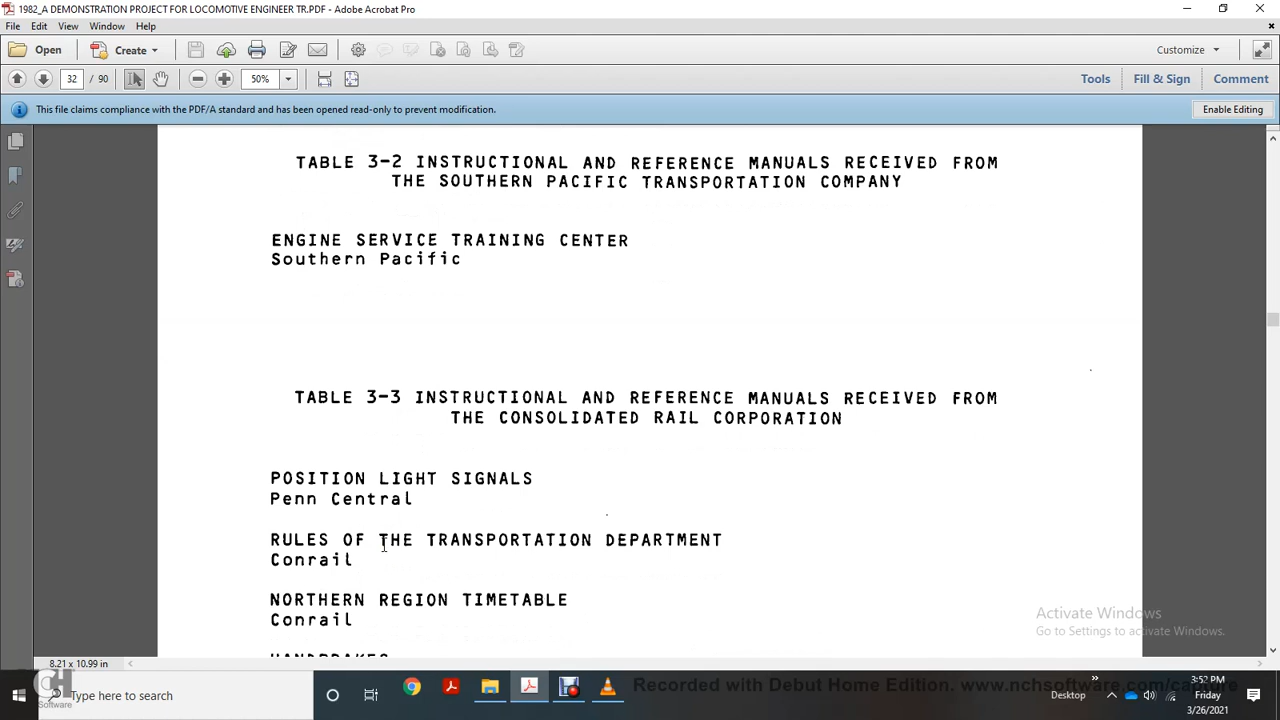 1982_A DEMONSTRATION PROJECT FOR LOCOMOTIVE ENGINEER TR.PDF - Adobe Acrobat Pro
File Edit View Window Help
Open Create Customize
32 / 90 50% Tools Fill & Sign Comment
This file claims compliance with the PDF/A standard and has been opened read-only to prevent modification. Enable Editing
TABLE 3-2 INSTRUCTIONAL AND REFERENCE MANUALS RECEIVED FROM
THE SOUTHERN PACIFIC TRANSPORTATION COMPANY
ENGINE SERVICE TRAINING CENTER
Southern Pacific
TABLE 3-3 INSTRUCTIONAL AND REFERENCE MANUALS RECEIVED FROM
THE CONSOLIDATED RAIL CORPORATION
POSITION LIGHT SIGNALS
Penn Central
RULES OF THE TRANSPORTATION DEPARTMENT
Conrail
NORTHERN REGION TIMETABLE
Conrail
HANDBRAKES
Activate Windows
Go to Settings to activate Windows.
8.21 x 10.99 in
Type here to search
Recorded with Debut Home Edition. www.nchsoftware.com/capture
CH
Software
Desktop
3:52 PM
Friday
3/26/2021